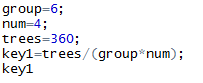 group=6;
num=4;
trees=360;
key1=trees/(group*num);
key1